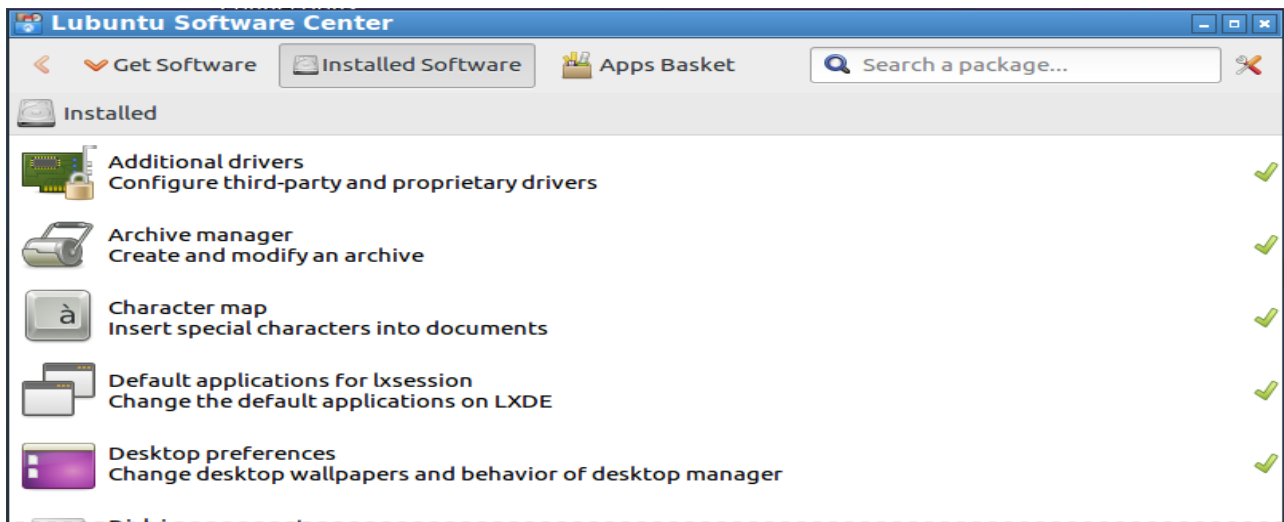 Lubuntu Software Center
Get Software
Installed Software
Apps Basket
Search a package...
Installed
Additional drivers
Configure third-party and proprietary drivers
Archive manager
Create and modify an archive
à
Character map
Insert special characters into documents
Default applications for lxsession
Change the default applications on LXDE
Desktop preferences
Change desktop wallpapers and behavior of desktop manager